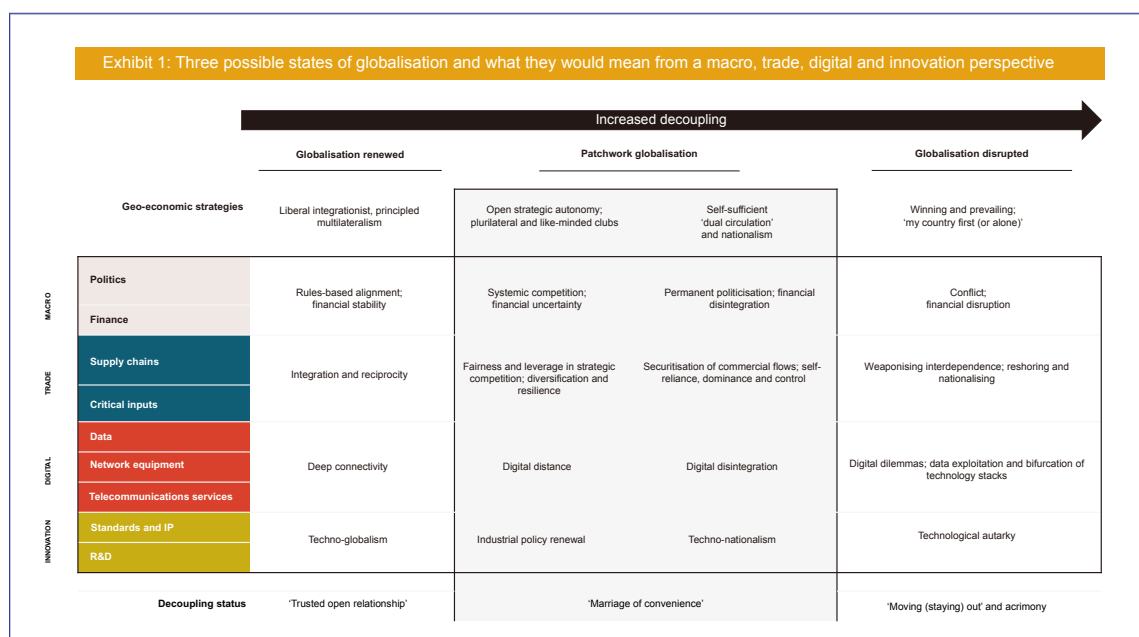 Exhibit 1: Three possible states of globalisation and what they would mean from a macro, trade, digital and innovation perspective
Increased decoupling
Globalisation renewed
Patchwork globalisation
Globalisation disrupted
Geo-economic strategies
Liberal integrationist, principled
multilateralism
Open strategic autonomy;
plurilateral and like-minded clubs
Self-sufficient
‘dual circulation’
and nationalism
Winning and prevailing;
‘my country first (or alone)’
MACRO
Politics
Finance
Rules-based alignment;
financial stability
Systemic competition;
financial uncertainty
Permanent politicisation; financial
disintegration
Conflict;
financial disruption
TRADE
Supply chains
Critical inputs
Integration and reciprocity
Fairness and leverage in strategic
competition; diversification and
resilience
Securitisation of commercial flows; self-
reliance, dominance and control
Weaponising interdependence; reshoring and
nationalising
DIGITAL
Data
Network equipment
Telecommunications services
Deep connectivity
Digital distance
Digital disintegration
Digital dilemmas; data exploitation and bifurcation of
technology stacks
INNOVATION
Standards and IP
R&D
Techno-globalism
Industrial policy renewal
Techno-nationalism
Technological autarky
Decoupling status
‘Trusted open relationship’
‘Marriage of convenience’
‘Moving (staying) out’ and acrimony